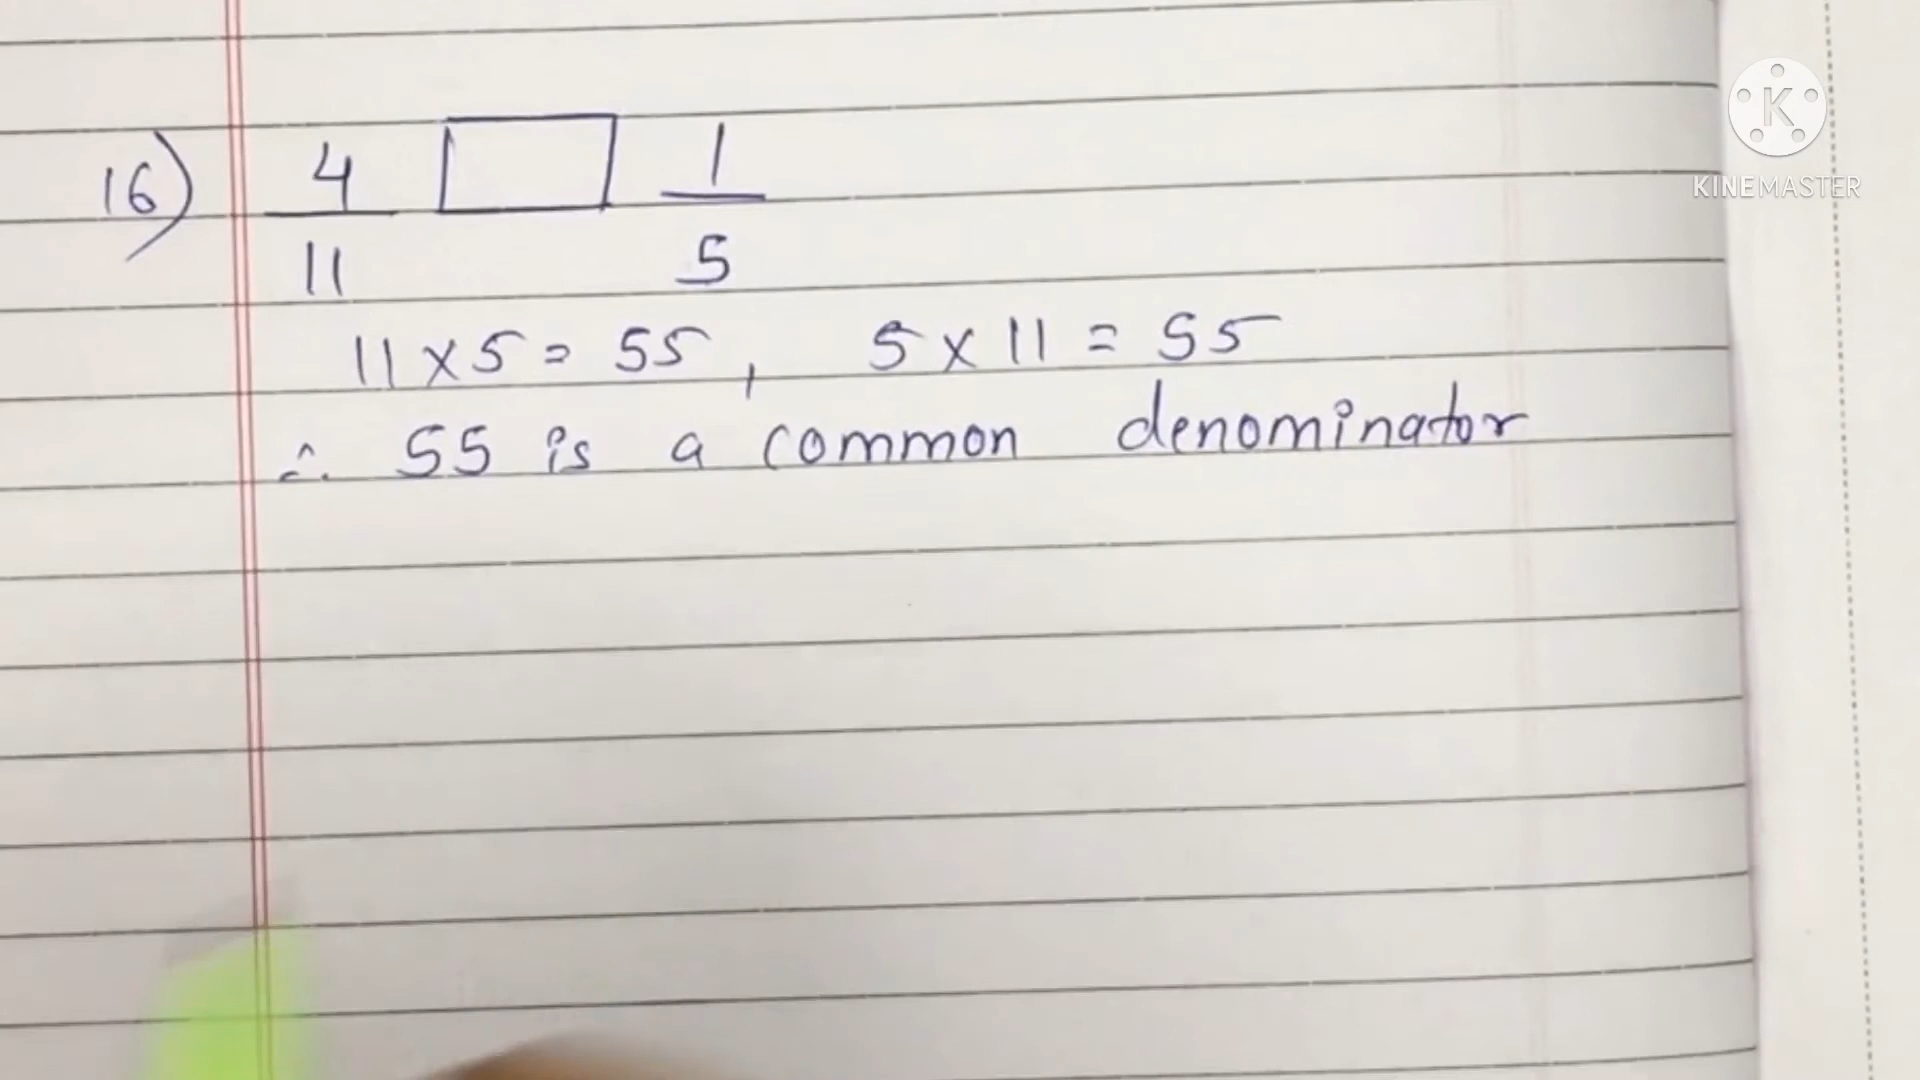 16) 4/11 □ 1/5
11 x 5 = 55, 5 x 11 = 55
∴ 55 is a common denominator
K
KINEMASTER